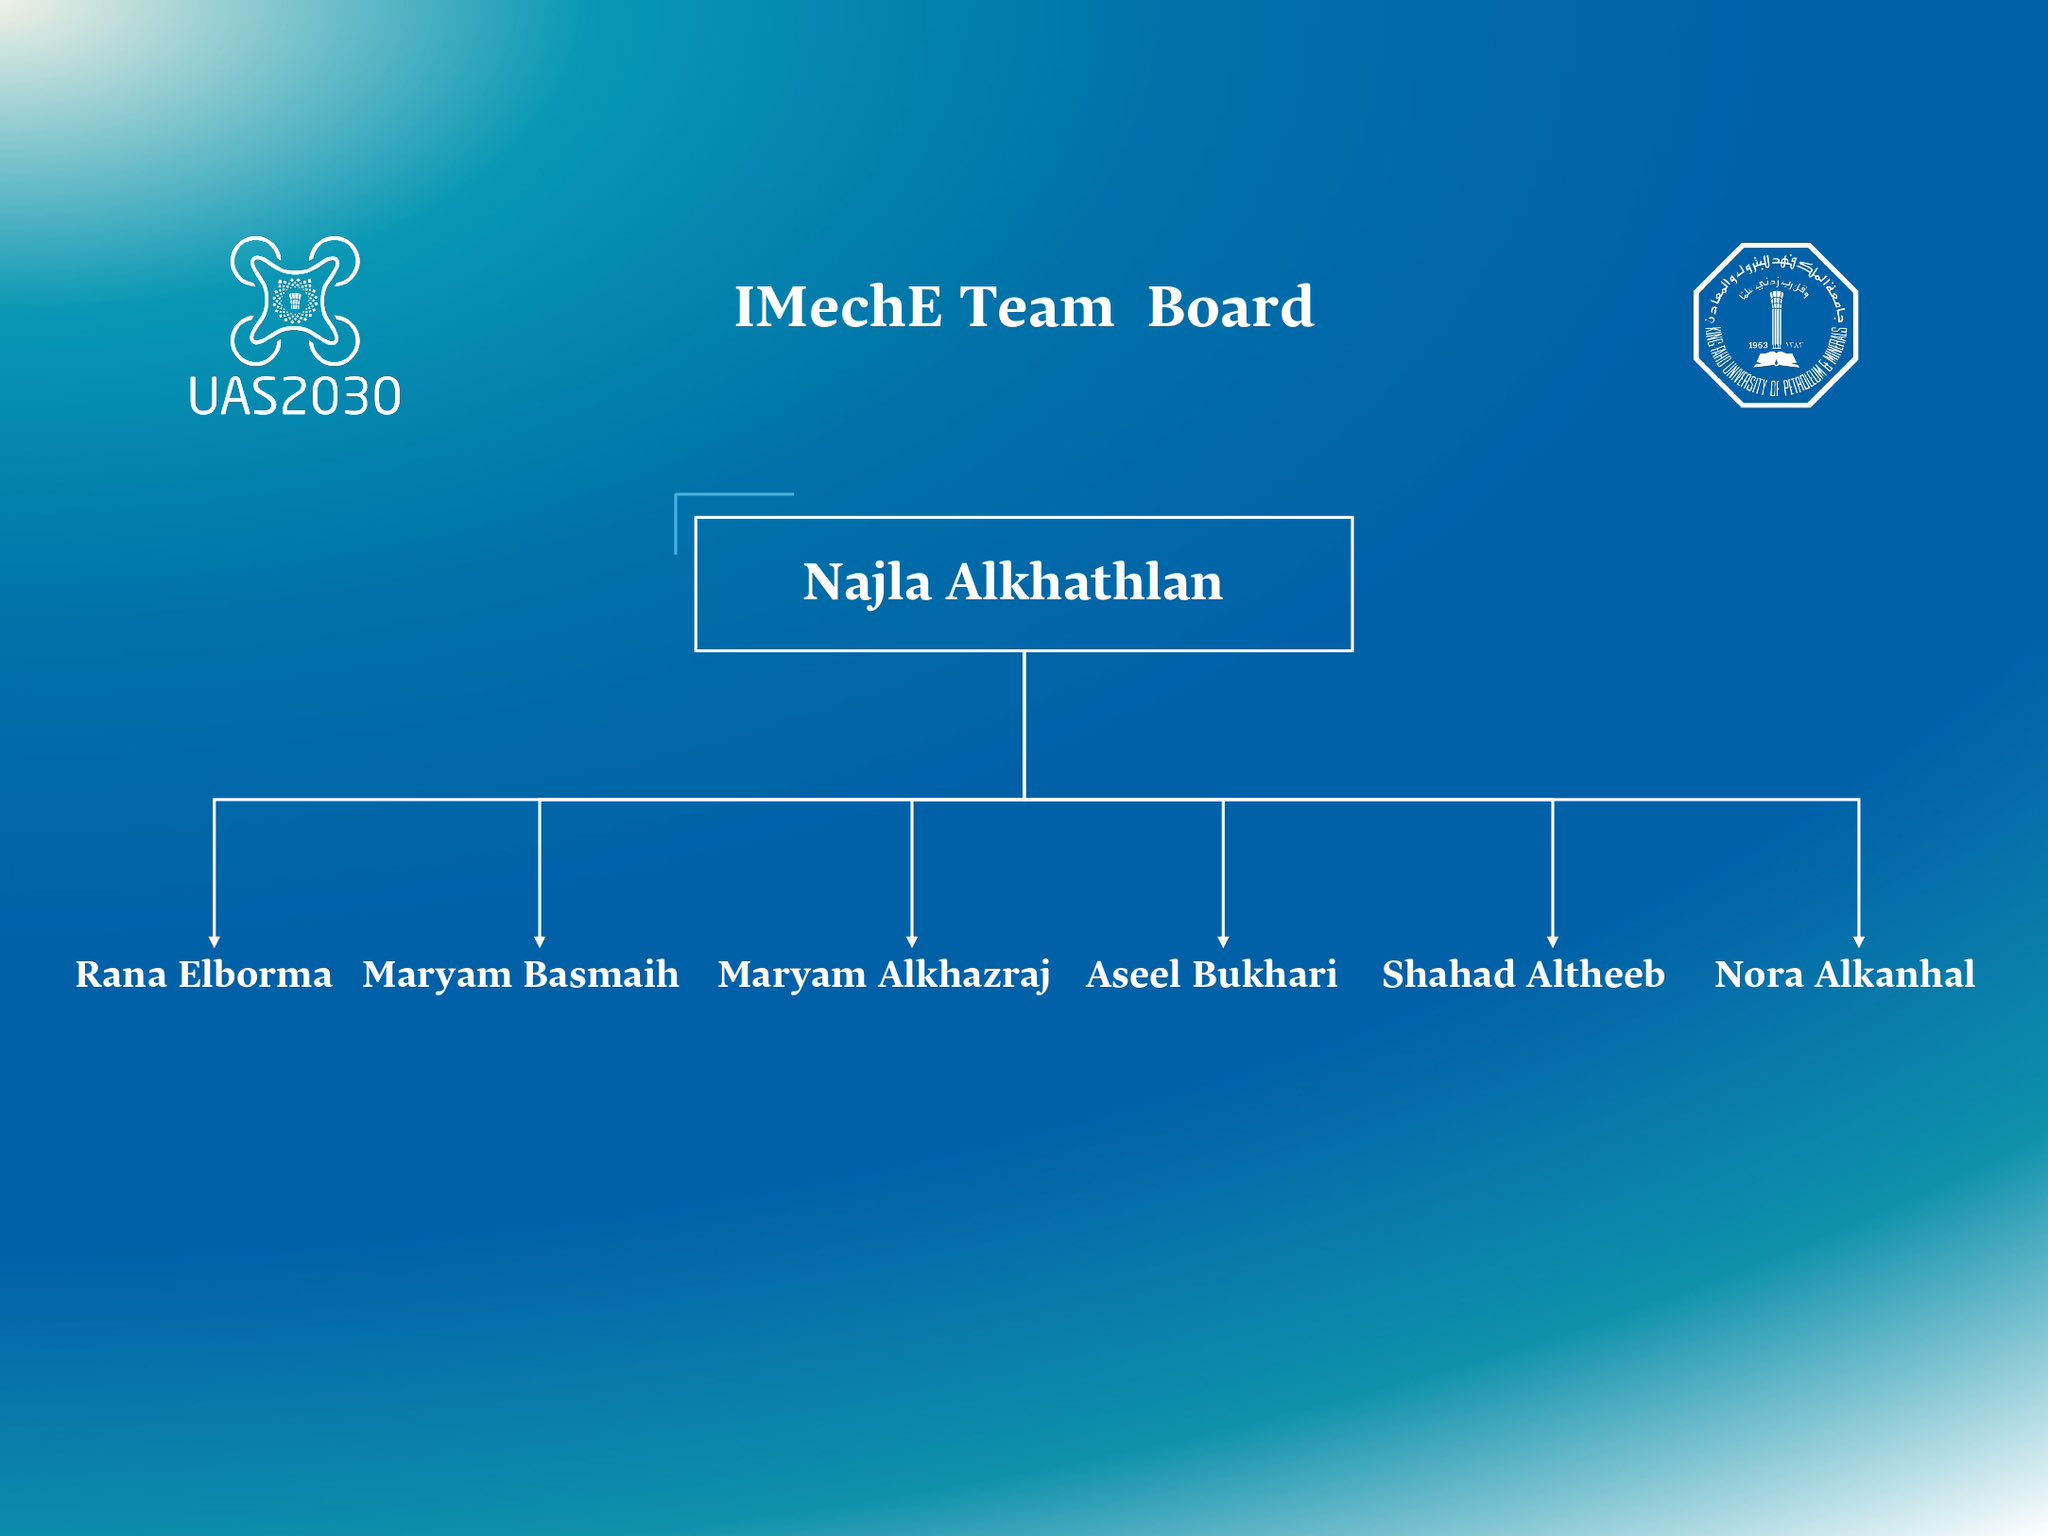 UAS2030
IMechE Team Board
جامعة الملك فهد للبترول والمعادن
وقل رب زدني علما
1963 ١٣٨٣
KING FAHD UNIVERSITY OF PETROLEUM & MINERALS
Najla Alkhathlan
Rana Elborma
Maryam Basmaih
Maryam Alkhazraj
Aseel Bukhari
Shahad Altheeb
Nora Alkanhal